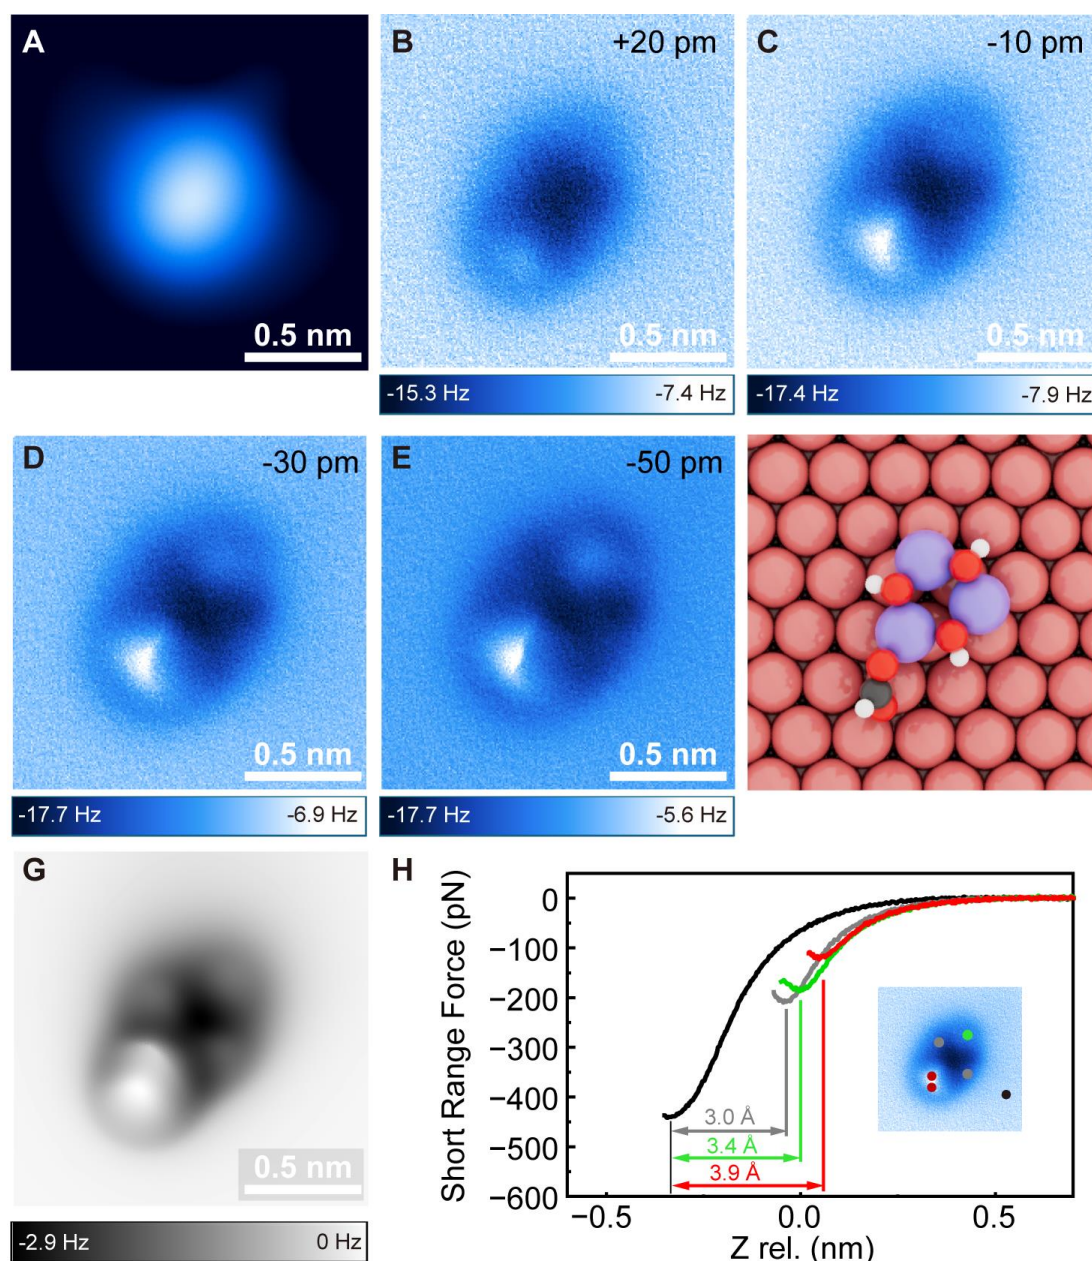 A
0.5 nm
B
+20 pm
0.5 nm
-15.3 Hz
-7.4 Hz
C
-10 pm
0.5 nm
-17.4 Hz
-7.9 Hz
D
-30 pm
0.5 nm
-17.7 Hz
-6.9 Hz
E
-50 pm
0.5 nm
-17.7 Hz
-5.6 Hz
G
0.5 nm
-2.9 Hz
0 Hz
H
Short Range Force (pN)
0
−100
−200
−300
−400
−500
−600
3.0 Å
3.4 Å
3.9 Å
−0.5
0.0
0.5
Z rel. (nm)